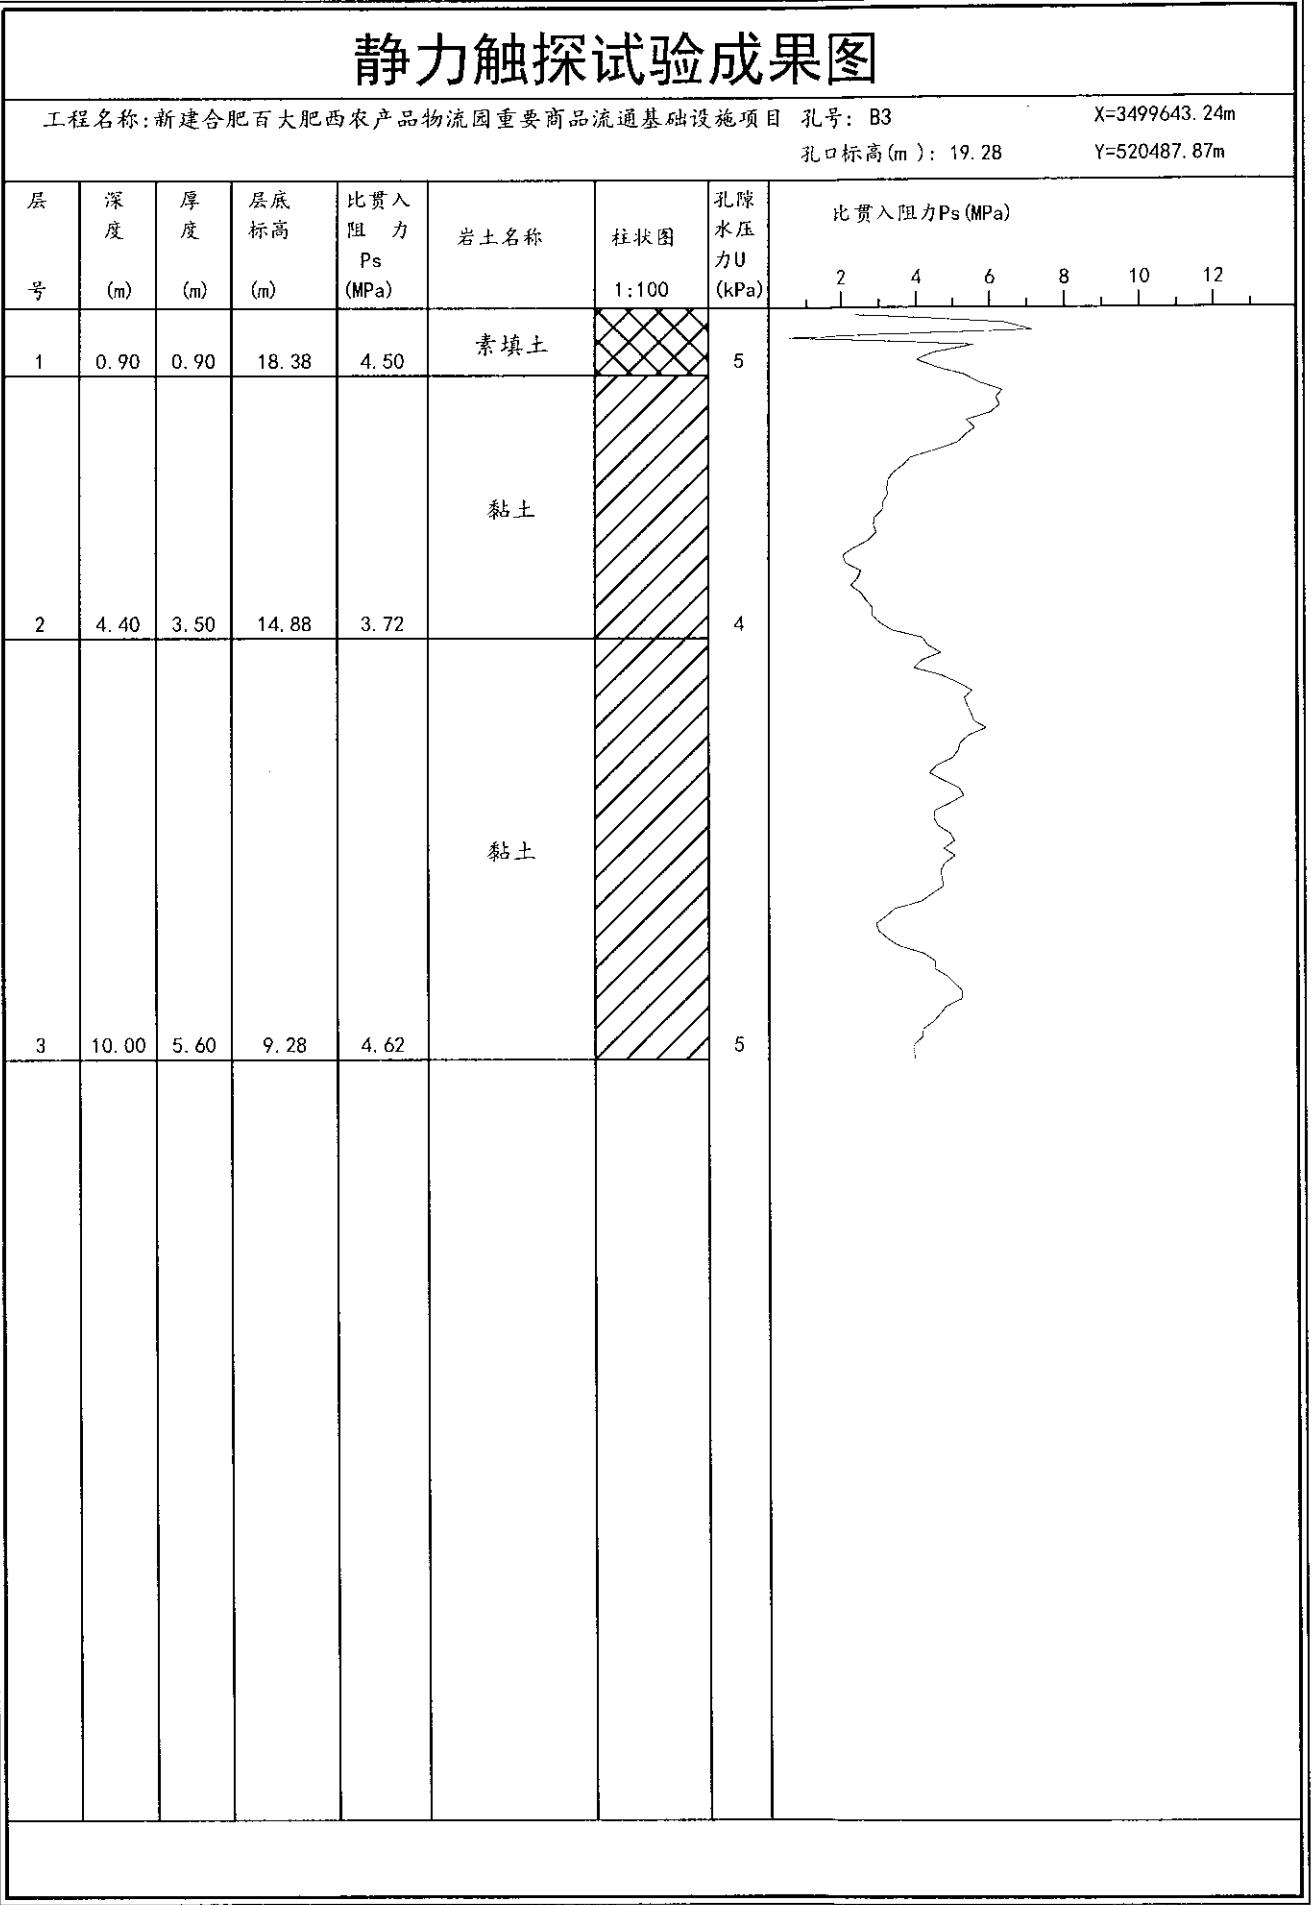 静力触探试验成果图
工程名称:新建合肥百大肥西农产品物流园重要商品流通基础设施项目 孔号: B3 X=3499643.24m
孔口标高(m): 19.28 Y=520487.87m
层号
深度(m)
厚度(m)
层底标高(m)
比贯入阻力Ps(MPa)
岩土名称
柱状图 1:100
孔隙水压力U(kPa)
比贯入阻力Ps(MPa)
2 4 6 8 10 12
素填土
1 0.90 0.90 18.38 4.50 5
黏土
2 4.40 3.50 14.88 3.72 4
黏土
3 10.00 5.60 9.28 4.62 5